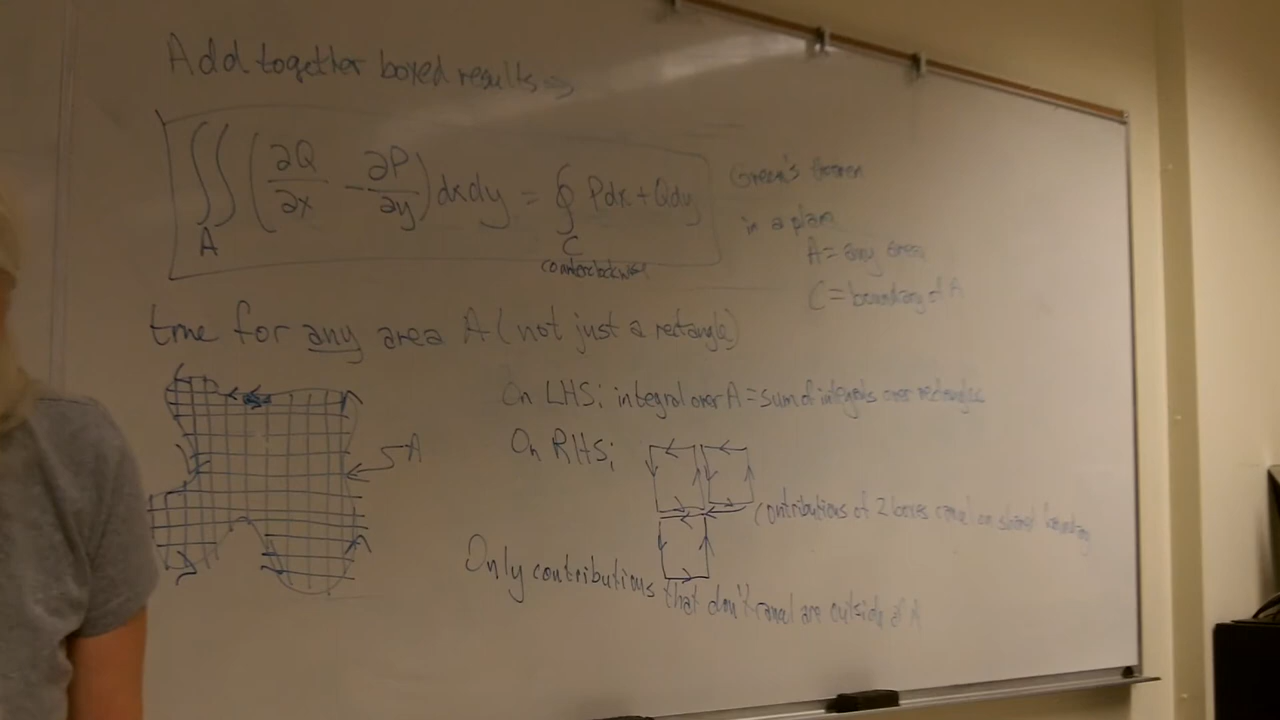 Add together boxed results ⇒
∬ (∂Q/∂x - ∂P/∂y) dxdy = ∮ Pdx + Qdy
A
C
counterclockwise
Green's theorem
in a plane
A = any area
C = boundary of A
true for any area A (not just a rectangle)
A
On LHS: integral over A = sum of integrals over rectangles
On RHS:
Contributions of 2 boxes cancel on shared boundary
Only contributions that don't cancel are outside of A